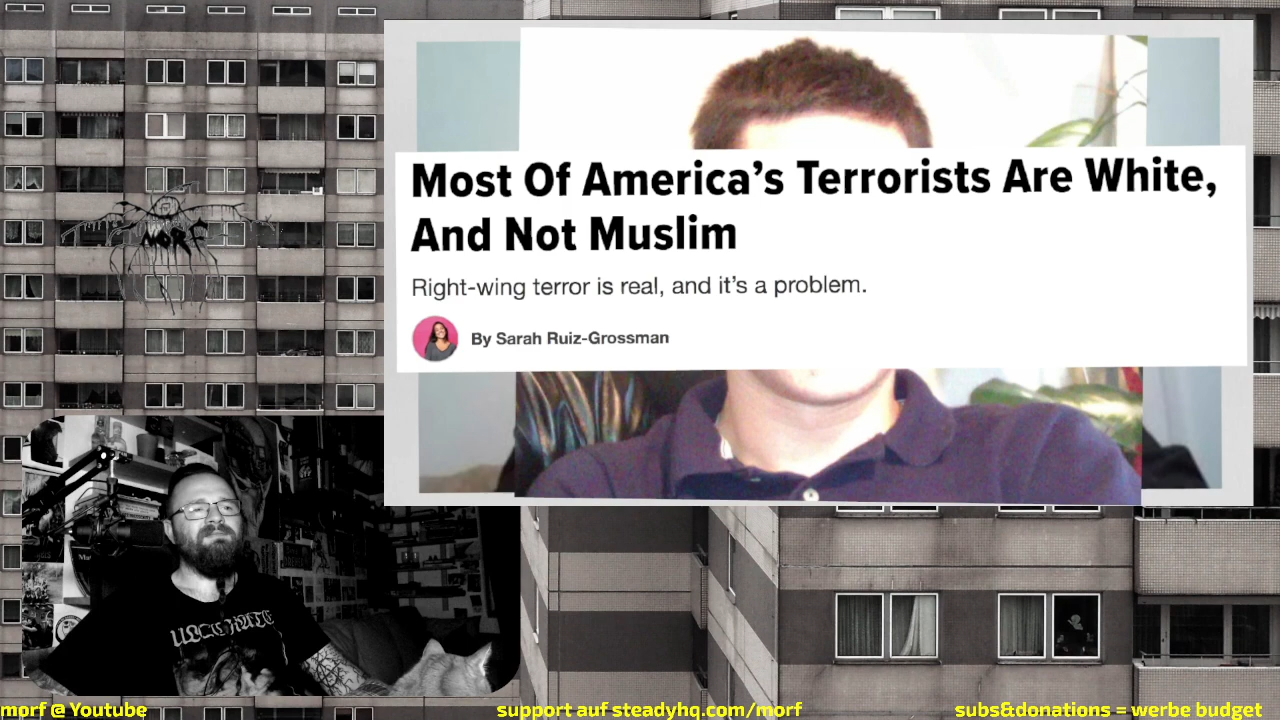 Most Of America's Terrorists Are White,
And Not Muslim
Right-wing terror is real, and it's a problem.
By Sarah Ruiz-Grossman
MORF
morf @ Youtube
support auf steadyhq.com/morf
subs&donations = werbe budget